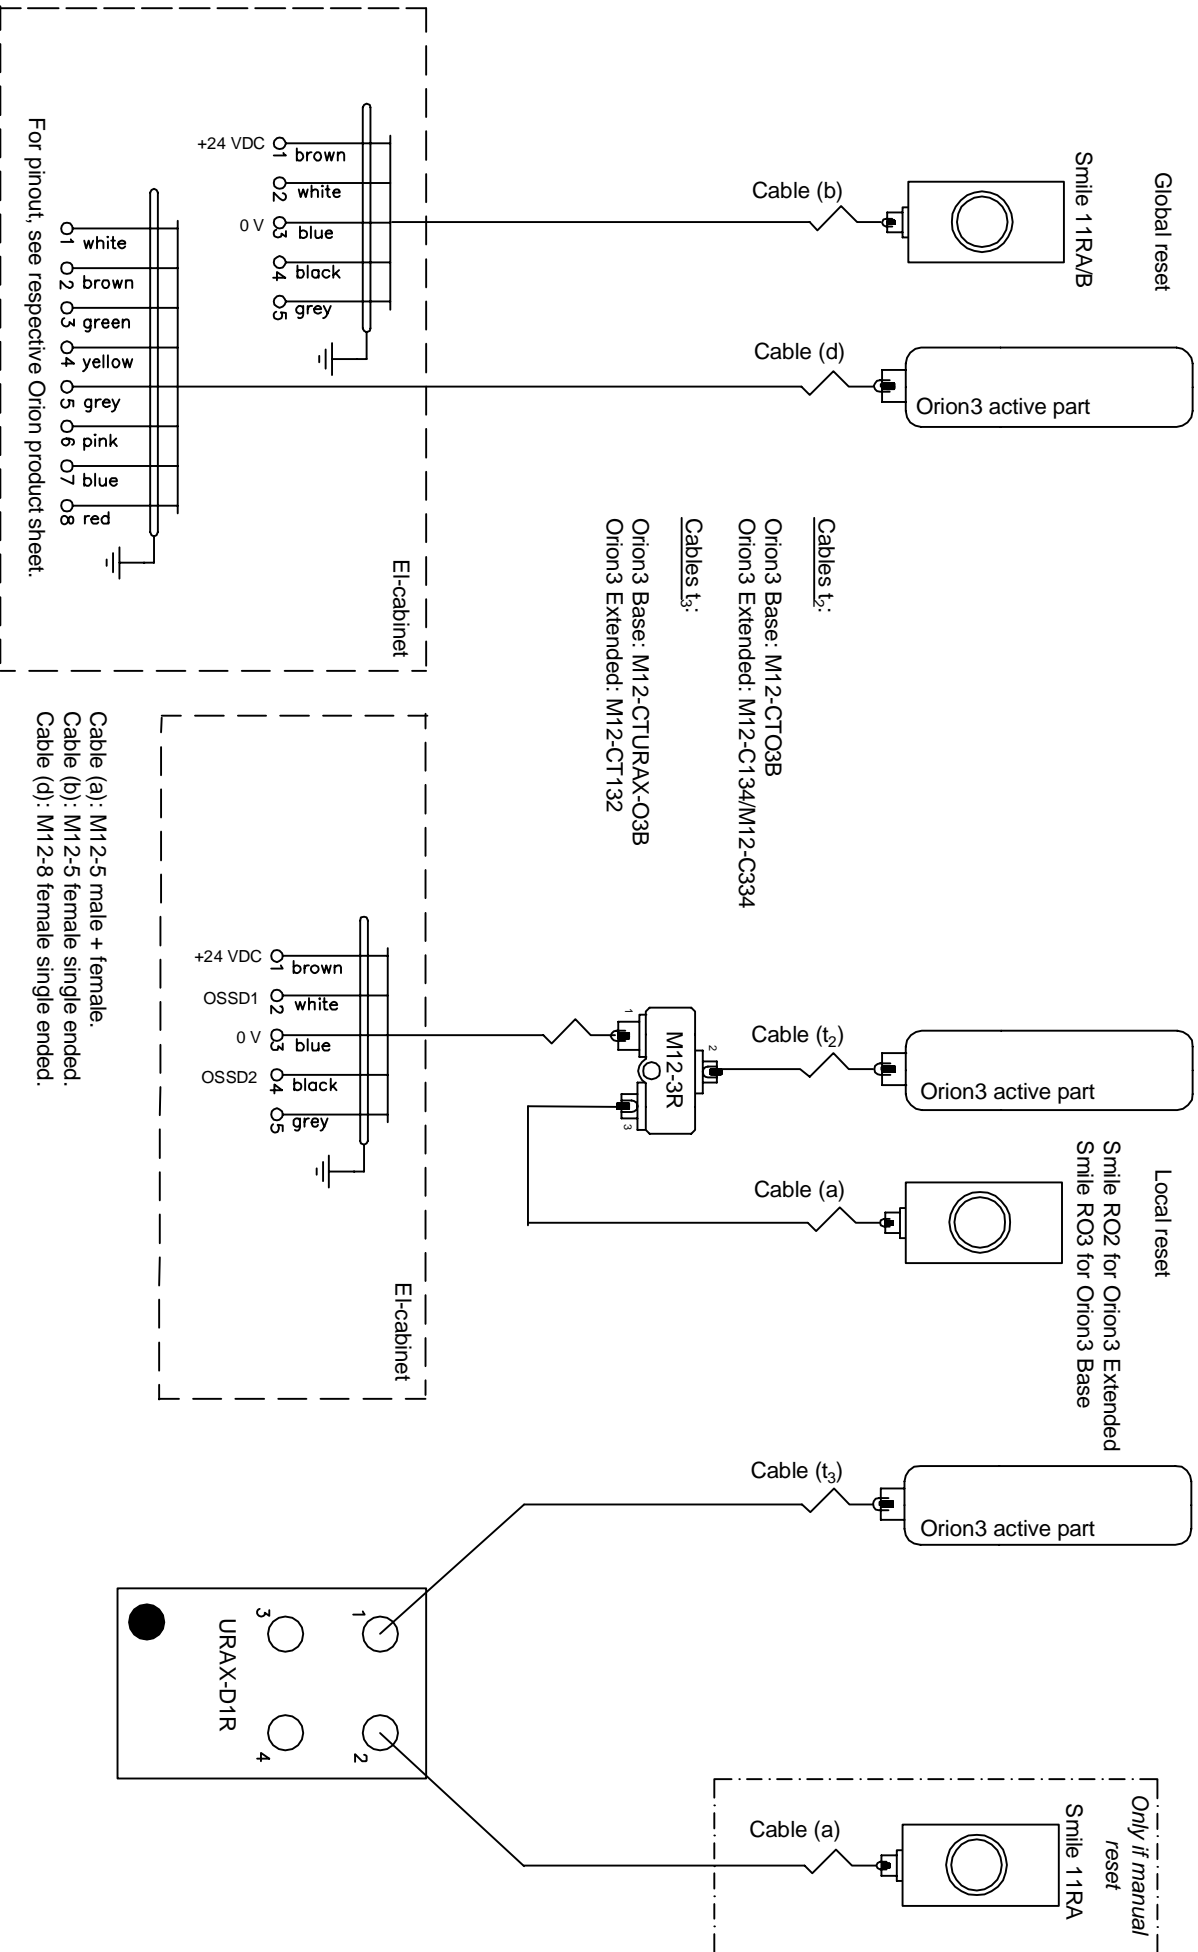 Global reset
Smile 11RA/B
Cable (b)
+24 VDC
1 brown
2 white
0 V
3 blue
4 black
5 grey
Orion3 active part
Cable (d)
1 white
2 brown
3 green
4 yellow
5 grey
6 pink
7 blue
8 red
For pinout, see respective Orion product sheet.
El-cabinet
Cables t2:
Orion3 Base: M12-CTO3B
Orion3 Extended: M12-C134/M12-C334
Cables t3:
Orion3 Base: M12-CTURAX-O3B
Orion3 Extended: M12-CT132
Orion3 active part
Cable (t2)
Local reset
Smile RO2 for Orion3 Extended
Smile RO3 for Orion3 Base
Cable (a)
M12-3R
1
2
3
+24 VDC
1 brown
OSSD1
2 white
0 V
3 blue
OSSD2
4 black
5 grey
El-cabinet
Cable (a): M12-5 male + female.
Cable (b): M12-5 female single ended.
Cable (d): M12-8 female single ended.
Orion3 active part
Cable (t3)
1
2
3
4
URAX-D1R
Only if manual
reset
Smile 11RA
Cable (a)